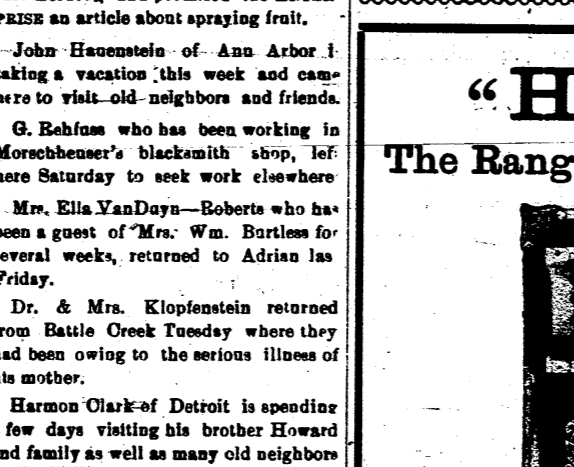 PRISE an article about spraying fruit.
John Hauenstein of Ann Arbor i
taking a vacation this week and came
here to visit old neighbors and friends.
G. Rehfuss who has been working in
Morschheuser's blacksmith shop, lef
here Saturday to seek work elsewhere
Mrs. Ella VanDuyn—Roberts who has
been a guest of Mrs. Wm. Burtless for
several weeks, returned to Adrian las
Friday.
Dr. & Mrs. Klopfenstein returned
from Battle Creek Tuesday where they
had been owing to the serious illness of
his mother.
Harmon Clark of Detroit is spending
a few days visiting his brother Howard
and family as well as many old neighbors
"H
The Rang